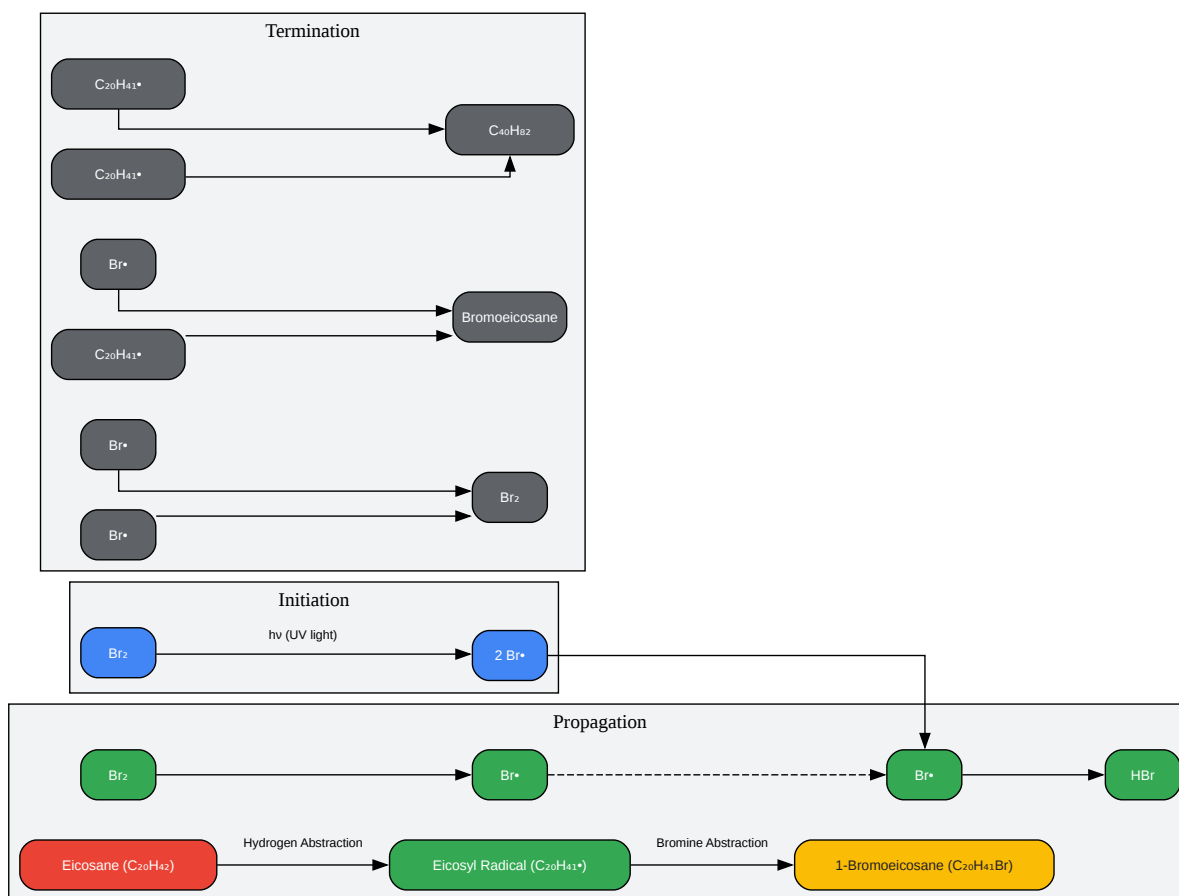 Termination
C₂₀H₄₁•
C₄₀H₈₂
C₂₀H₄₁•
Br•
Bromoeicosane
C₂₀H₄₁•
Br•
Br₂
Br•
Initiation
Br₂
hν (UV light)
2 Br•
Propagation
Br₂
Br•
Br•
HBr
Eicosane (C₂₀H₄₂)
Hydrogen Abstraction
Eicosyl Radical (C₂₀H₄₁•)
Bromine Abstraction
1-Bromoeicosane (C₂₀H₄₁Br)